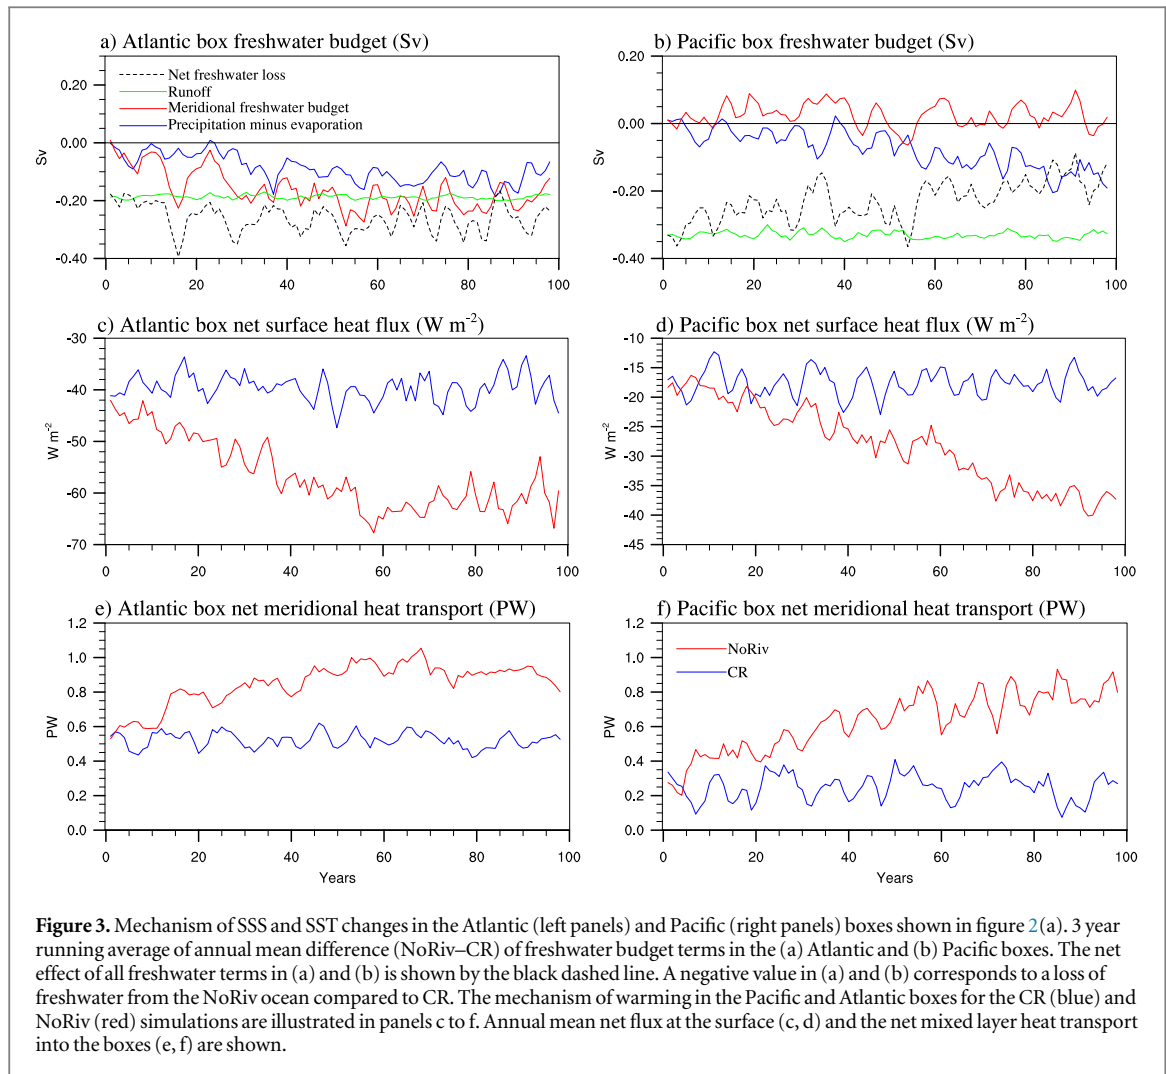 a) Atlantic box freshwater budget (Sv)
Net freshwater loss
Runoff
Meridional freshwater budget
Precipitation minus evaporation
0.20
0.00
-0.20
-0.40
Sv
0 20 40 60 80 100
b) Pacific box freshwater budget (Sv)
0.20
0.00
-0.20
-0.40
Sv
0 20 40 60 80 100
c) Atlantic box net surface heat flux (W m-2)
-30
-40
-50
-60
-70
W m-2
0 20 40 60 80 100
d) Pacific box net surface heat flux (W m-2)
-10
-15
-20
-25
-30
-35
-40
-45
W m-2
0 20 40 60 80 100
e) Atlantic box net meridional heat transport (PW)
1.2
1.0
0.8
0.6
0.4
0.2
0.0
PW
0 20 40 60 80 100
Years
f) Pacific box net meridional heat transport (PW)
NoRiv
CR
1.2
1.0
0.8
0.6
0.4
0.2
0.0
PW
0 20 40 60 80 100
Years
Figure 3. Mechanism of SSS and SST changes in the Atlantic (left panels) and Pacific (right panels) boxes shown in figure 2(a). 3 year
running average of annual mean difference (NoRiv–CR) of freshwater budget terms in the (a) Atlantic and (b) Pacific boxes. The net
effect of all freshwater terms in (a) and (b) is shown by the black dashed line. A negative value in (a) and (b) corresponds to a loss of
freshwater from the NoRiv ocean compared to CR. The mechanism of warming in the Pacific and Atlantic boxes for the CR (blue) and
NoRiv (red) simulations are illustrated in panels c to f. Annual mean net flux at the surface (c, d) and the net mixed layer heat transport
into the boxes (e, f) are shown.